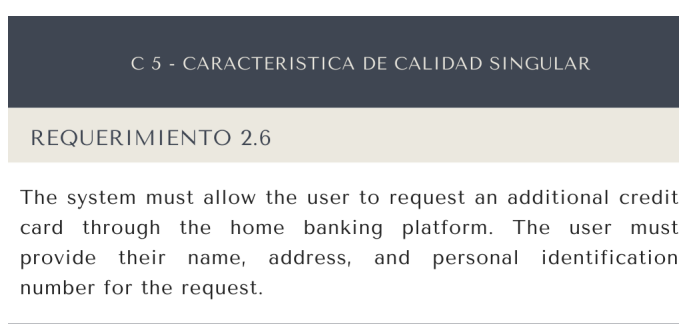 C 5 - CARACTERISTICA DE CALIDAD SINGULAR
REQUERIMIENTO 2.6
The system must allow the user to request an additional credit
card through the home banking platform. The user must
provide their name, address, and personal identification
number for the request.